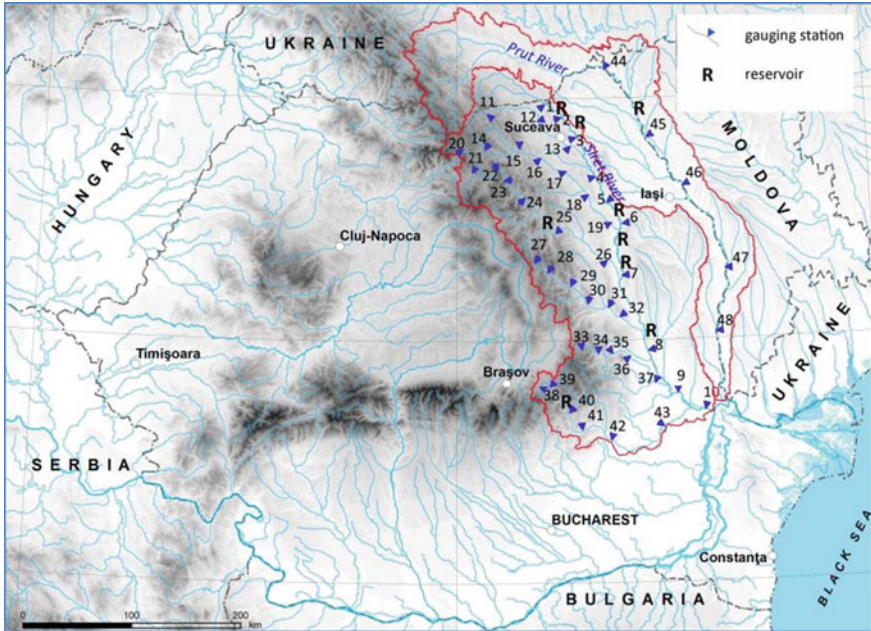 UKRAINE
Prut River
44
gauging station
R reservoir
11
1
R
R
45
12
2
R
Suceava
3
20
14
13
MOLDOVA
21
15
16
4
46
22
17
Siret River
Iași
23
5
18
HUNGARY
24
R
6
R
25
19
Cluj-Napoca
R
27
26
R
47
28
7
29
30
31
32
48
R
33
34
35
8
UKRAINE
Timișoara
36
Brașov
39
37
9
38
R
40
10
41
42
43
SERBIA
BUCHAREST
Constanța
BLACK SEA
BULGARIA
0 100 200
km